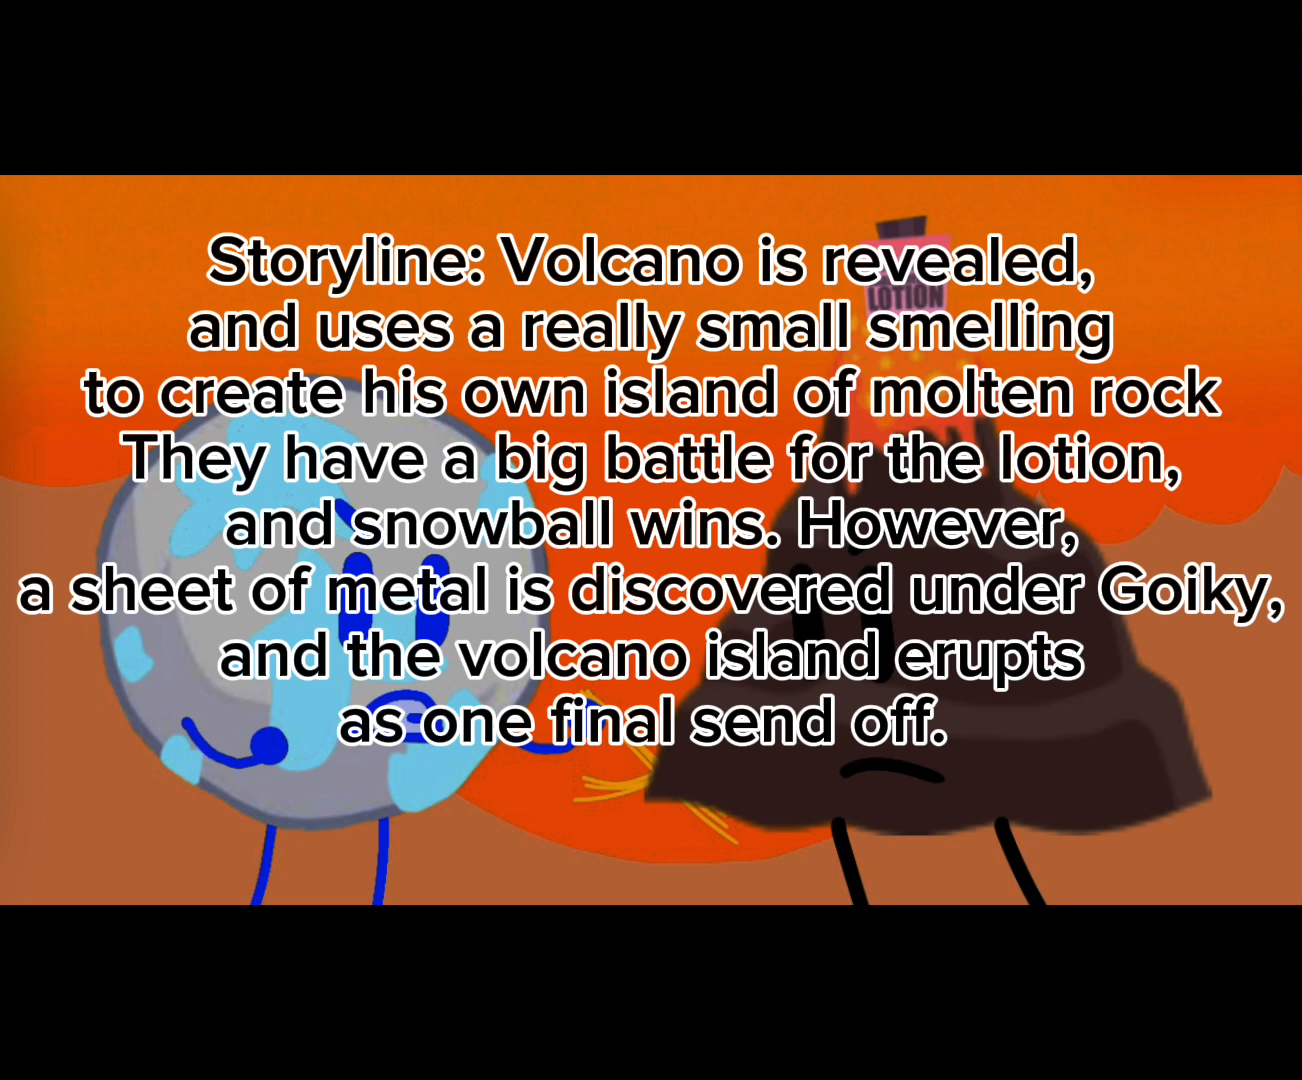 Storyline: Volcano is revealed,
LOTION
and uses a really small smelling
to create his own island of molten rock
They have a big battle for the lotion,
and snowball wins. However,
a sheet of metal is discovered under Goiky,
and the volcano island erupts
as one final send off.